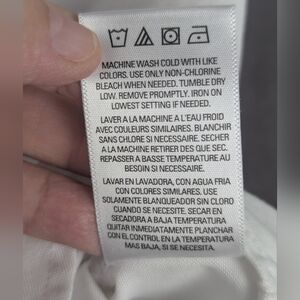 MACHINE WASH COLD WITH LIKE
COLORS. USE ONLY NON-CHLORINE
BLEACH WHEN NEEDED. TUMBLE DRY
LOW. REMOVE PROMPTLY. IRON ON
LOWEST SETTING IF NEEDED.
LAVER A LA MACHINE A L'EAU FROID
AVEC COULEURS SIMILAIRES. BLANCHIR
SANS CHLORE SI NECESSAIRE. SECHER
A LA MACHINE RETIRER DES QUE SEC.
REPASSER A BASSE TEMPERATURE AU
BESOIN SI NECESSAIRE.
LAVAR EN LAVADORA, CON AGUA FRIA
CON COLORES SIMILARES. USE
SOLAMENTE BLANQUEADOR SIN CLORO
CUANDO SE NECESITE. SECAR EN
SECADORA A BAJA TEMPERATURA
QUITAR IMMEDIATAMENTE PLANCHAR
CON EL CONTROL EN LA TEMPERATURA
MAS BAJA, SI SE NECESITA.